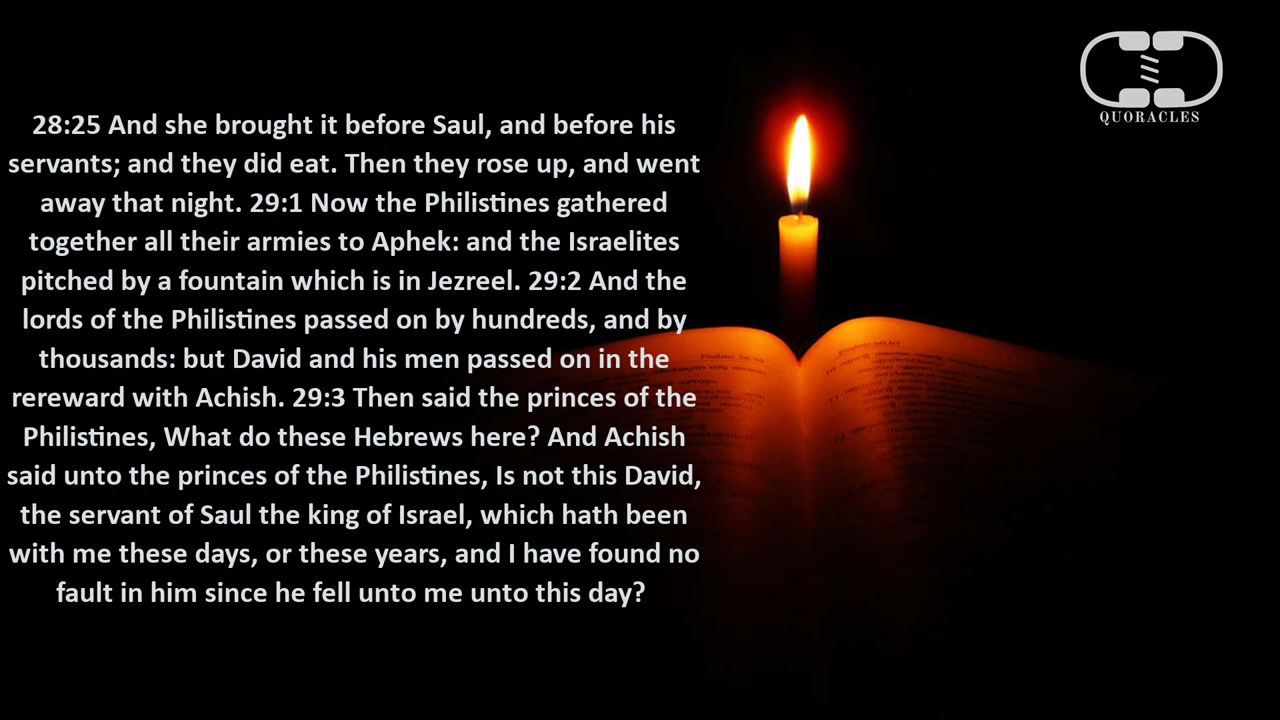 28:25 And she brought it before Saul, and before his
servants; and they did eat. Then they rose up, and went
away that night. 29:1 Now the Philistines gathered
together all their armies to Aphek: and the Israelites
pitched by a fountain which is in Jezreel. 29:2 And the
lords of the Philistines passed on by hundreds, and by
thousands: but David and his men passed on in the
rereward with Achish. 29:3 Then said the princes of the
Philistines, What do these Hebrews here? And Achish
said unto the princes of the Philistines, Is not this David,
the servant of Saul the king of Israel, which hath been
with me these days, or these years, and I have found no
fault in him since he fell unto me unto this day?
QUORACLES